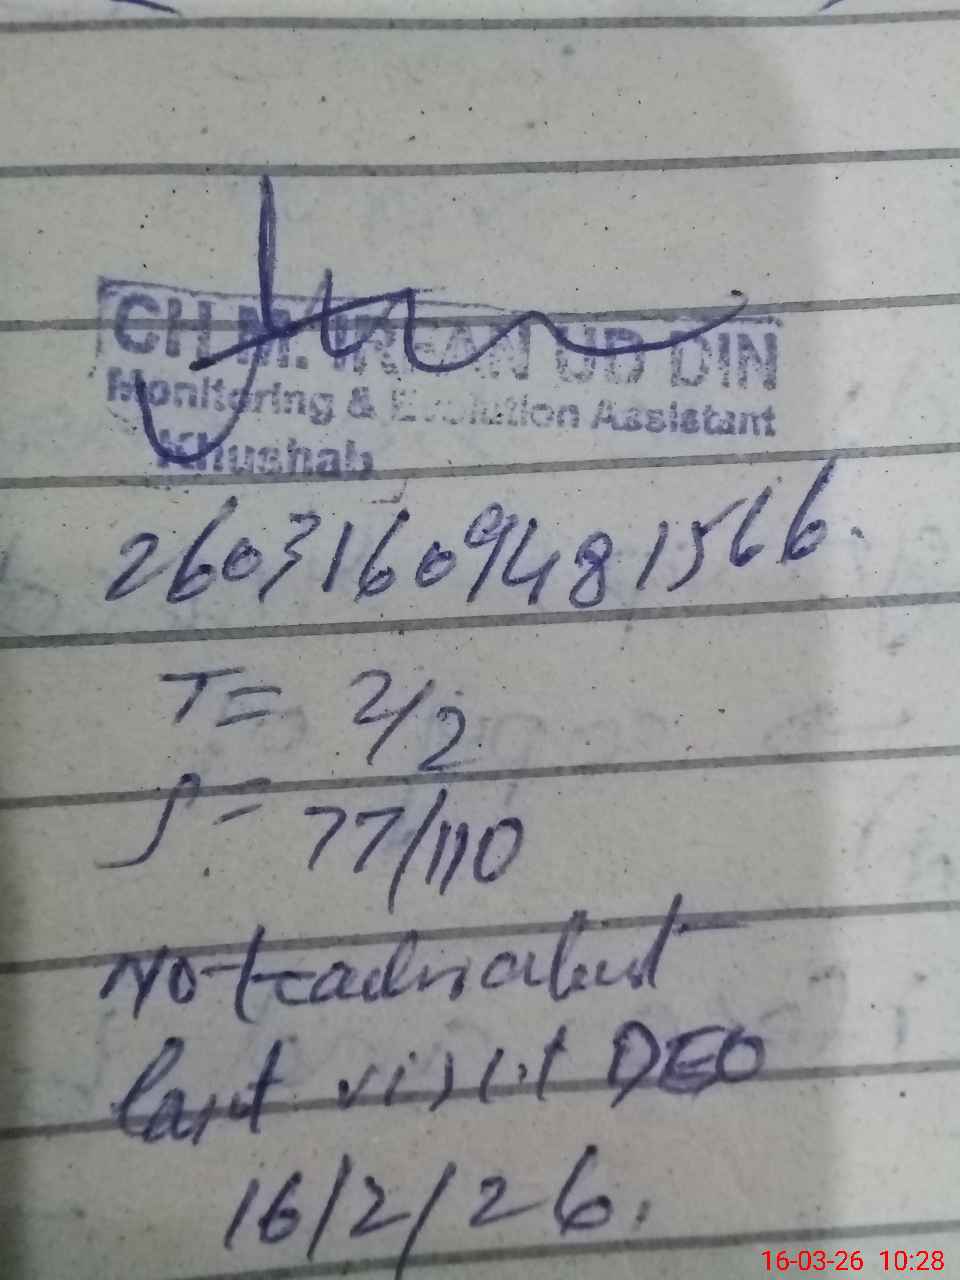 CH M. IRFAN UD DIN
Monitoring & Evolution Assistant
Khushab
26031609481566.
T = 2/2
S = 77/110
No teacher absent
last visit DEO
16/2/26.
16-03-26 10:28